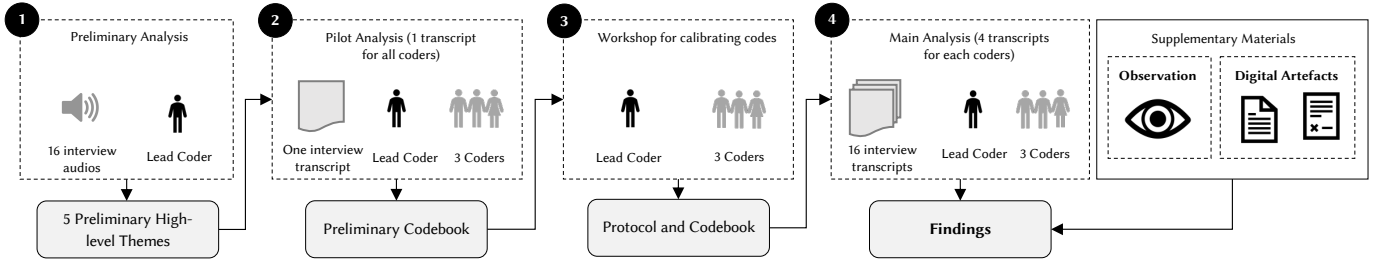 1
Preliminary Analysis
16 interview
audios
Lead Coder
5 Preliminary High-
level Themes
2
Pilot Analysis (1 transcript
for all coders)
One interview
transcript
Lead Coder
3 Coders
Preliminary Codebook
3
Workshop for calibrating codes
Lead Coder
3 Coders
Protocol and Codebook
4
Main Analysis (4 transcripts
for each coders)
16 interview
transcripts
Lead Coder
3 Coders
Findings
Supplementary Materials
Observation
Digital Artefacts